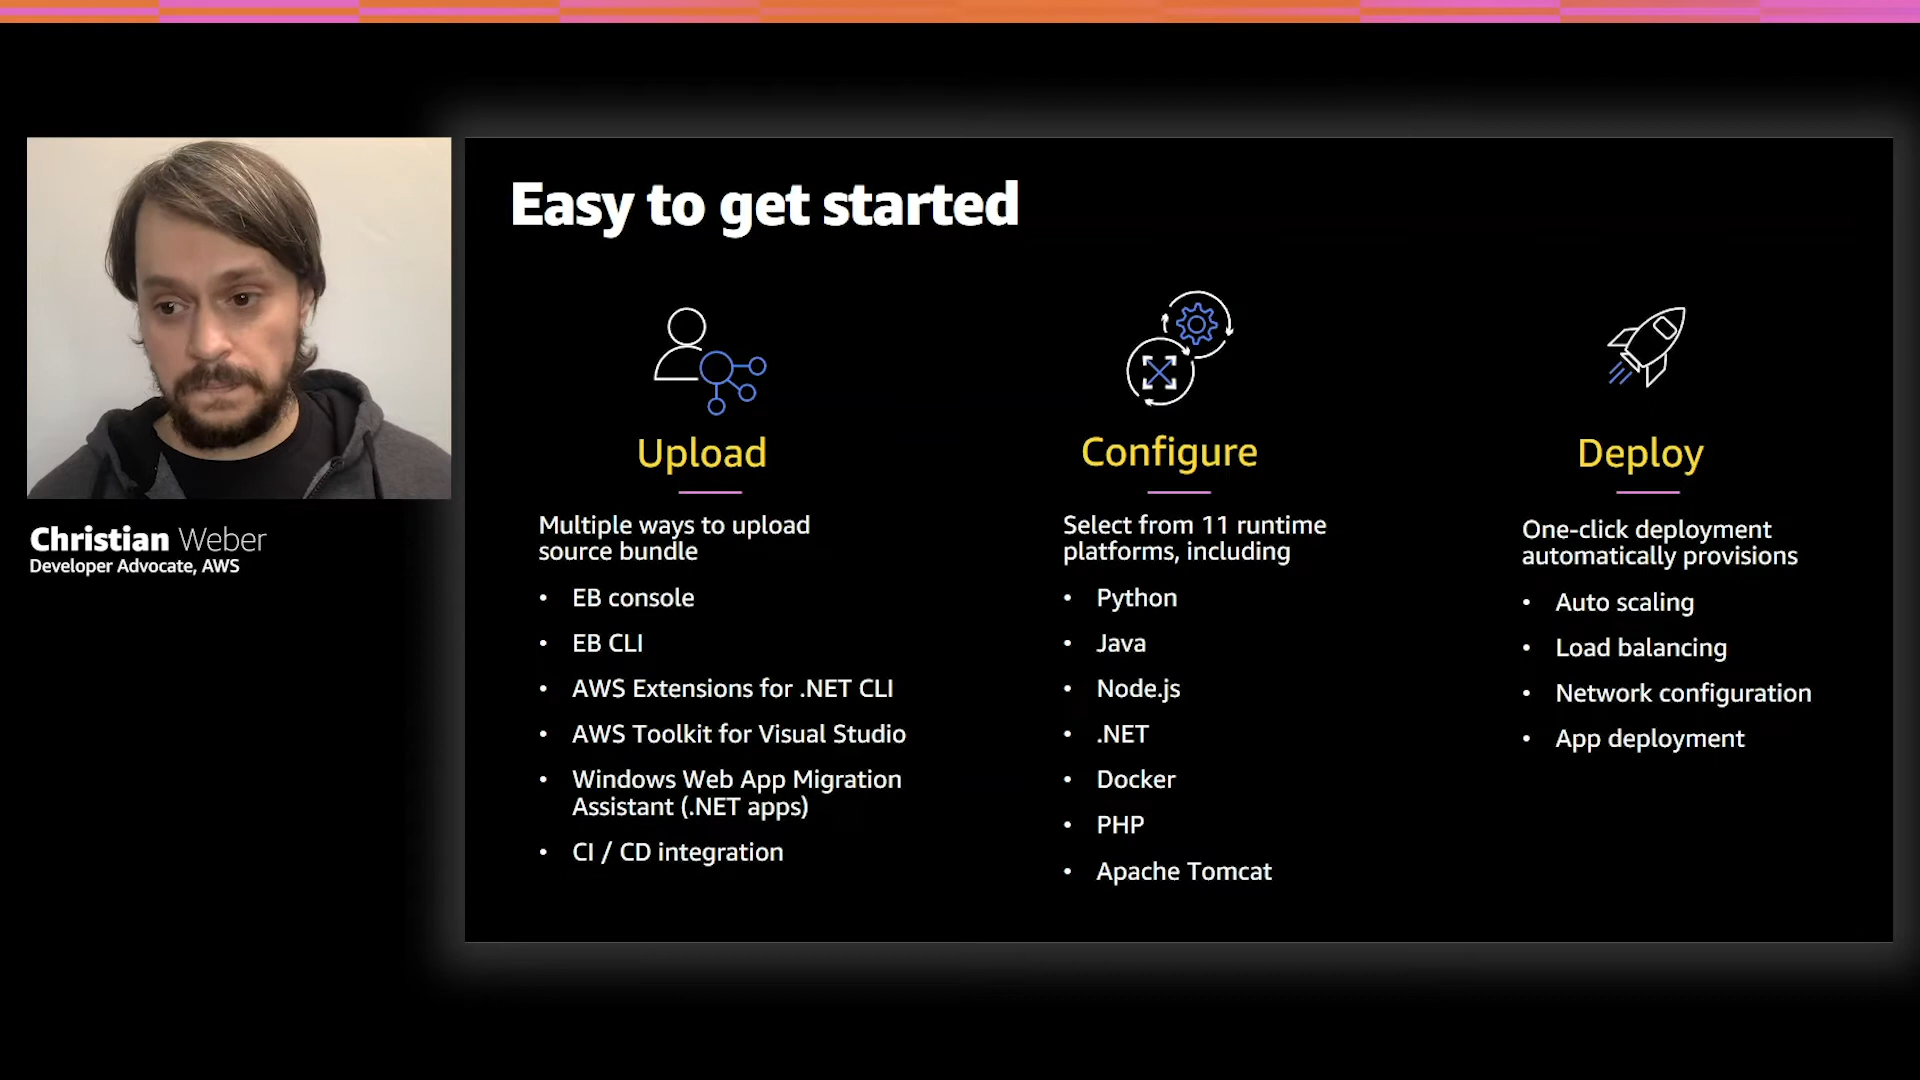 Easy to get started
Christian Weber
Developer Advocate, AWS
Upload
Multiple ways to upload
source bundle
• EB console
• EB CLI
• AWS Extensions for .NET CLI
• AWS Toolkit for Visual Studio
• Windows Web App Migration
Assistant (.NET apps)
• CI / CD integration
Configure
Select from 11 runtime
platforms, including
• Python
• Java
• Node.js
• .NET
• Docker
• PHP
• Apache Tomcat
Deploy
One-click deployment
automatically provisions
• Auto scaling
• Load balancing
• Network configuration
• App deployment